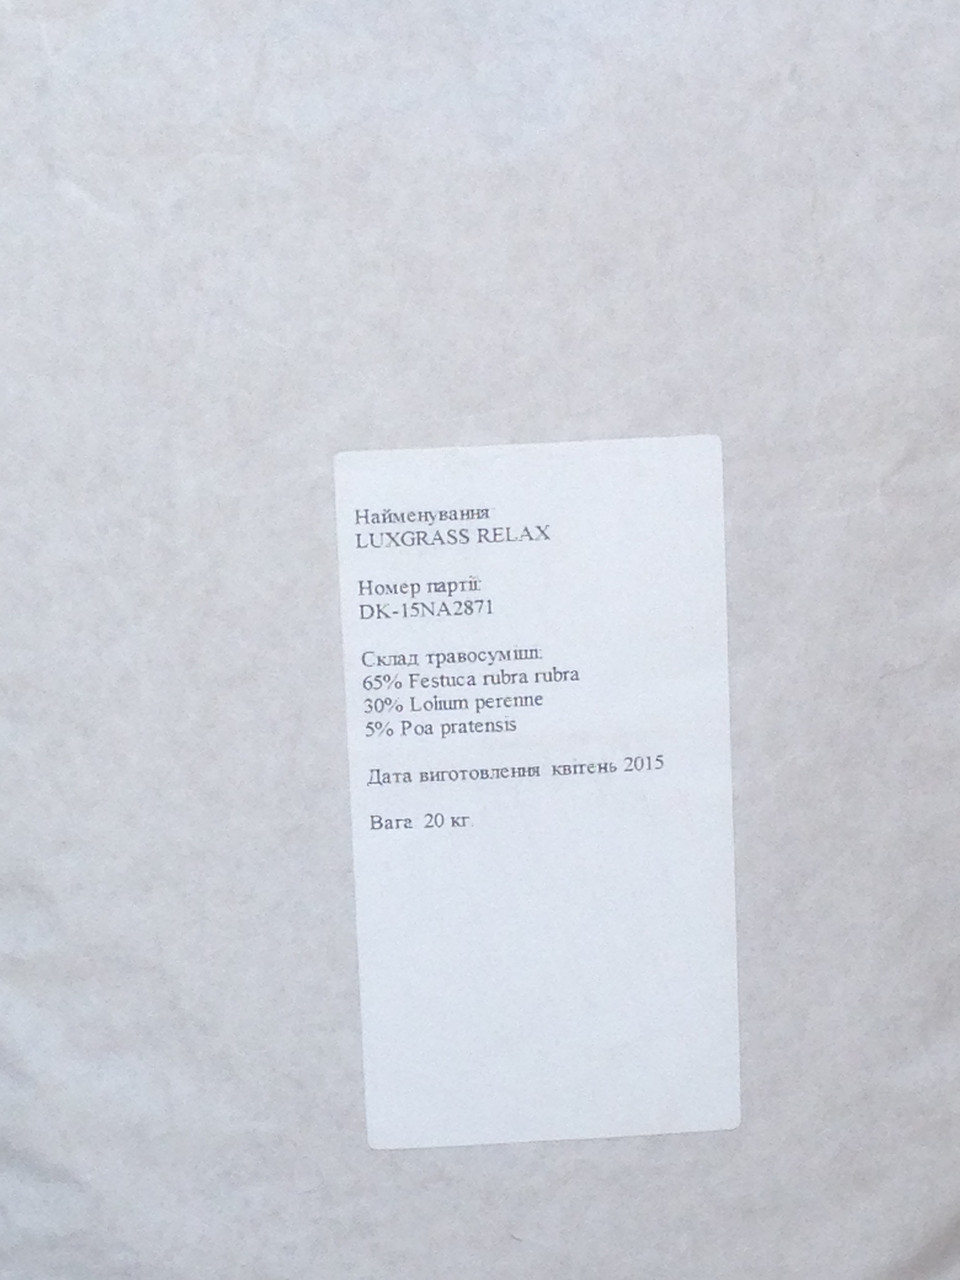 Найменування
LUXGRASS RELAX
Номер партії:
DK-15NA2871
Склад травосуміші:
65% Festuca rubra rubra
30% Lolium perenne
5% Poa pratensis
Дата виготовлення квітень 2015
Вага 20 кг.